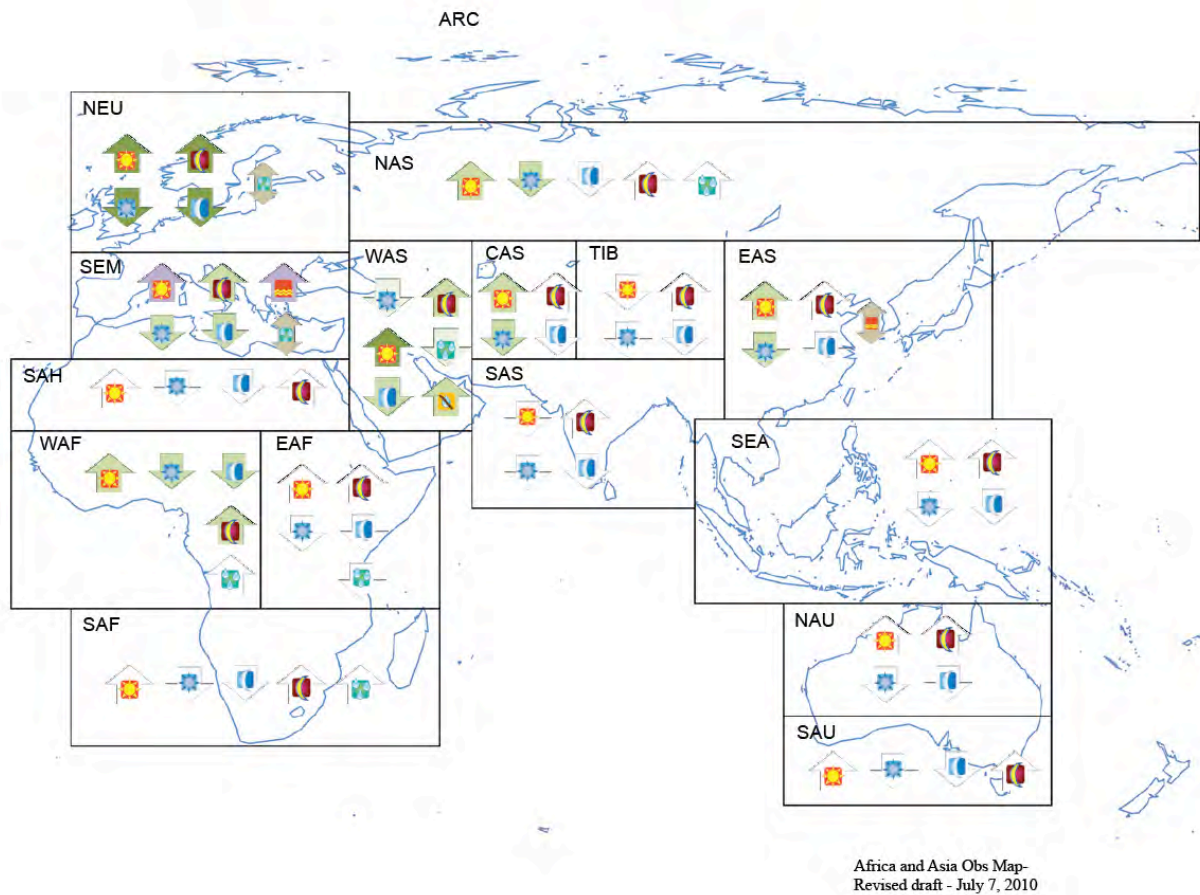 ARC
NEU
NAS
SEM
WAS
CAS
TIB
EAS
SAH
SAS
WAF
EAF
SEA
SAF
NAU
SAU
Africa and Asia Obs Map-
Revised draft - July 7, 2010